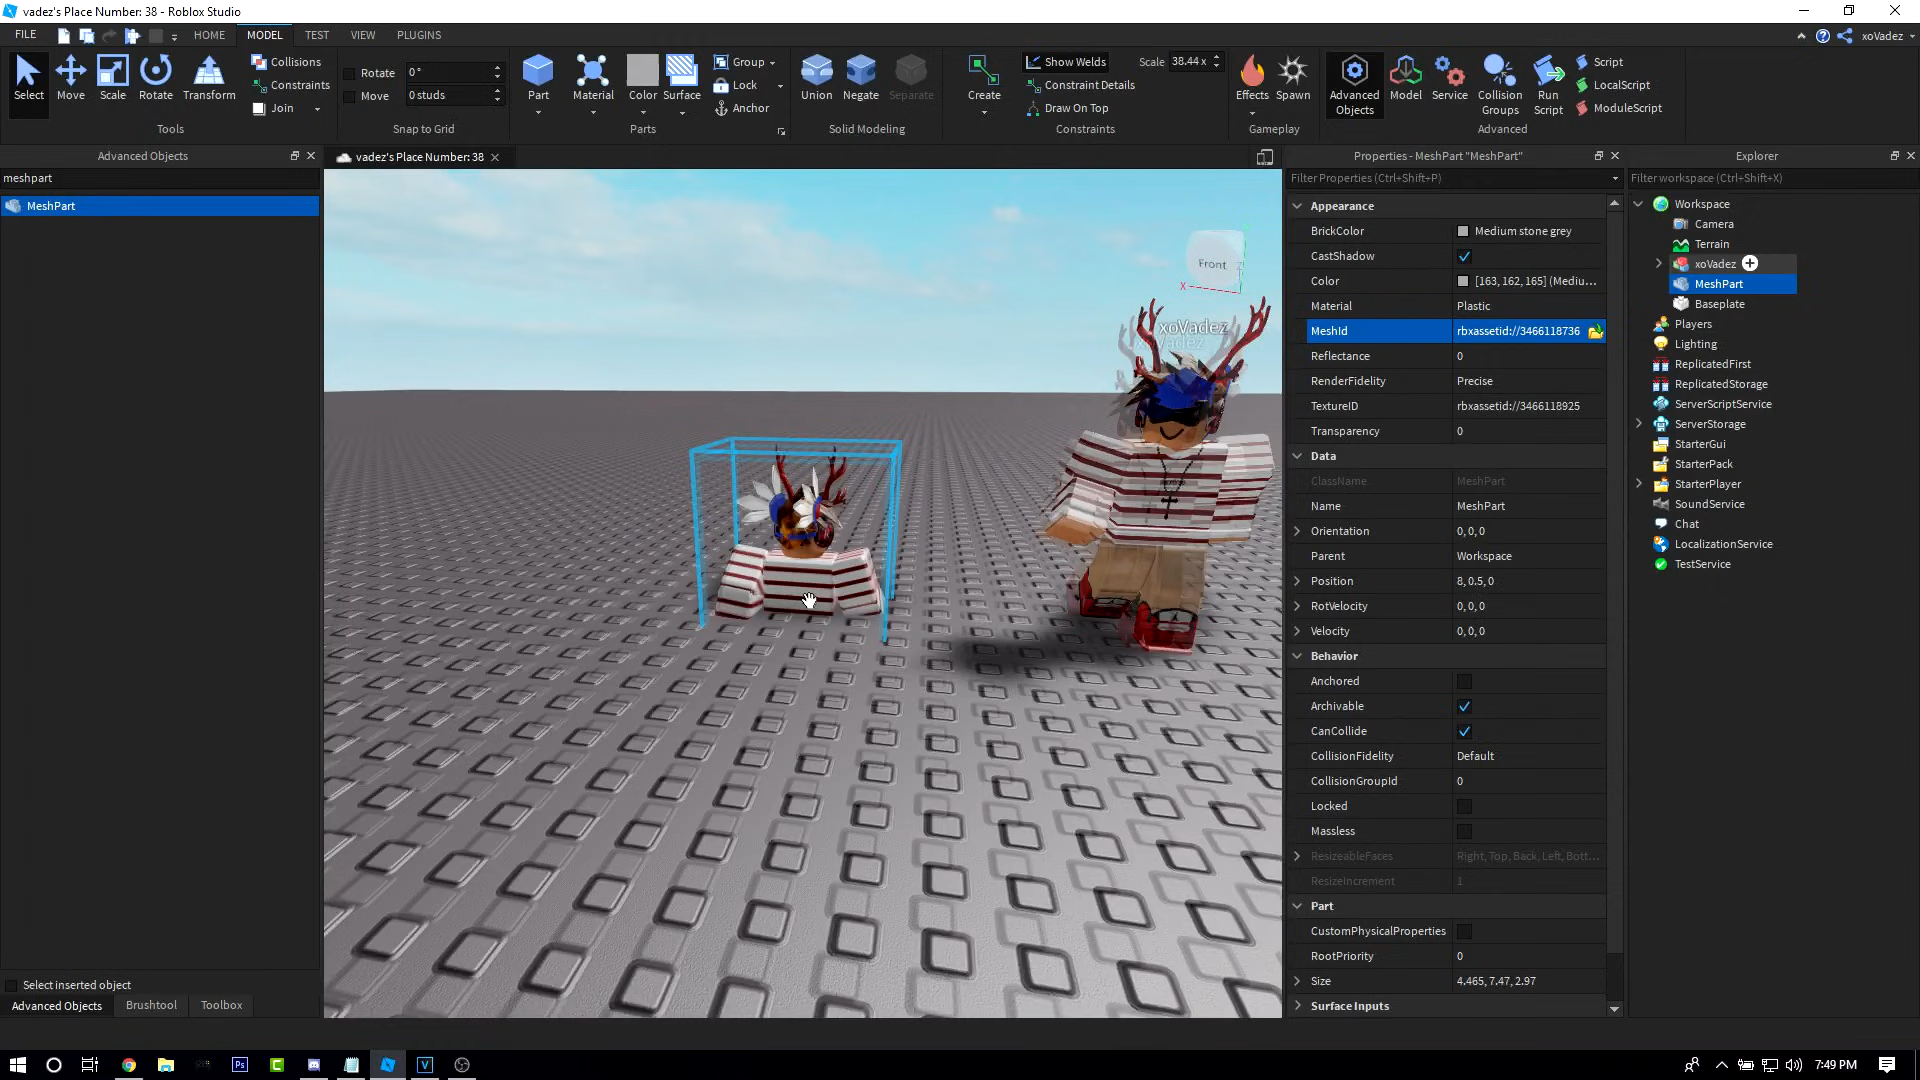 vadez's Place Number: 38 - Roblox Studio
FILE HOME MODEL TEST VIEW PLUGINS xoVadez
Select Move Scale Rotate Transform
Collisions
Constraints
Join
Tools
Rotate 0°
Move 0 studs
Snap to Grid
Part Material Color Surface
Group
Lock
Anchor
Parts
Union Negate Separate
Solid Modeling
Create
Show Welds Scale 38.44 x
Constraint Details
Draw On Top
Constraints
Effects Spawn
Gameplay
Advanced Objects
Model
Service
Collision Groups
Run Script
Script
LocalScript
ModuleScript
Advanced
Advanced Objects
meshpart
MeshPart
Select inserted object
Advanced Objects Brushtool Toolbox
vadez's Place Number: 38
Front
X
Z
xoVadez
xoVadez
Properties - MeshPart "MeshPart"
Filter Properties (Ctrl+Shift+P)
Appearance
BrickColor Medium stone grey
CastShadow
Color [163, 162, 165] (Mediu...
Material Plastic
MeshId rbxassetid://3466118736
Reflectance 0
RenderFidelity Precise
TextureID rbxassetid://3466118925
Transparency 0
Data
ClassName MeshPart
Name MeshPart
Orientation 0, 0, 0
Parent Workspace
Position 8, 0.5, 0
RotVelocity 0, 0, 0
Velocity 0, 0, 0
Behavior
Anchored
Archivable
CanCollide
CollisionFidelity Default
CollisionGroupId 0
Locked
Massless
ResizeableFaces Right, Top, Back, Left, Bott...
ResizeIncrement 1
Part
CustomPhysicalProperties
RootPriority 0
Size 4.465, 7.47, 2.97
Surface Inputs
Explorer
Filter workspace (Ctrl+Shift+X)
Workspace
Camera
Terrain
xoVadez
MeshPart
Baseplate
Players
Lighting
ReplicatedFirst
ReplicatedStorage
ServerScriptService
ServerStorage
StarterGui
StarterPack
StarterPlayer
SoundService
Chat
LocalizationService
TestService
Ps
C
V
7:49 PM